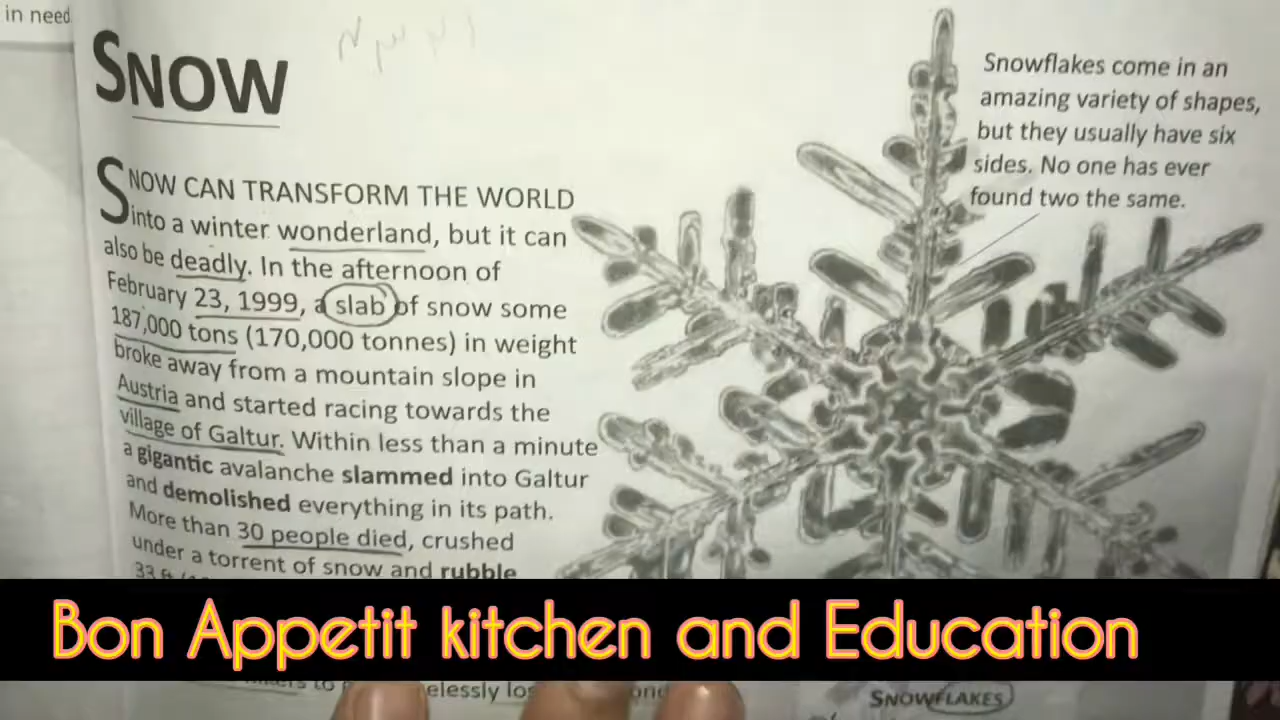 in need
SNOW
Snowflakes come in an
amazing variety of shapes,
but they usually have six
sides. No one has ever
found two the same.
SNOW CAN TRANSFORM THE WORLD
into a winter wonderland, but it can
also be deadly. In the afternoon of
February 23, 1999, a slab of snow some
187,000 tons (170,000 tonnes) in weight
broke away from a mountain slope in
Austria and started racing towards the
village of Galtur. Within less than a minute
a gigantic avalanche slammed into Galtur
and demolished everything in its path.
More than 30 people died, crushed
under a torrent of snow and rubble
33 ft
Bon Appetit kitchen and Education
SNOWFLAKES